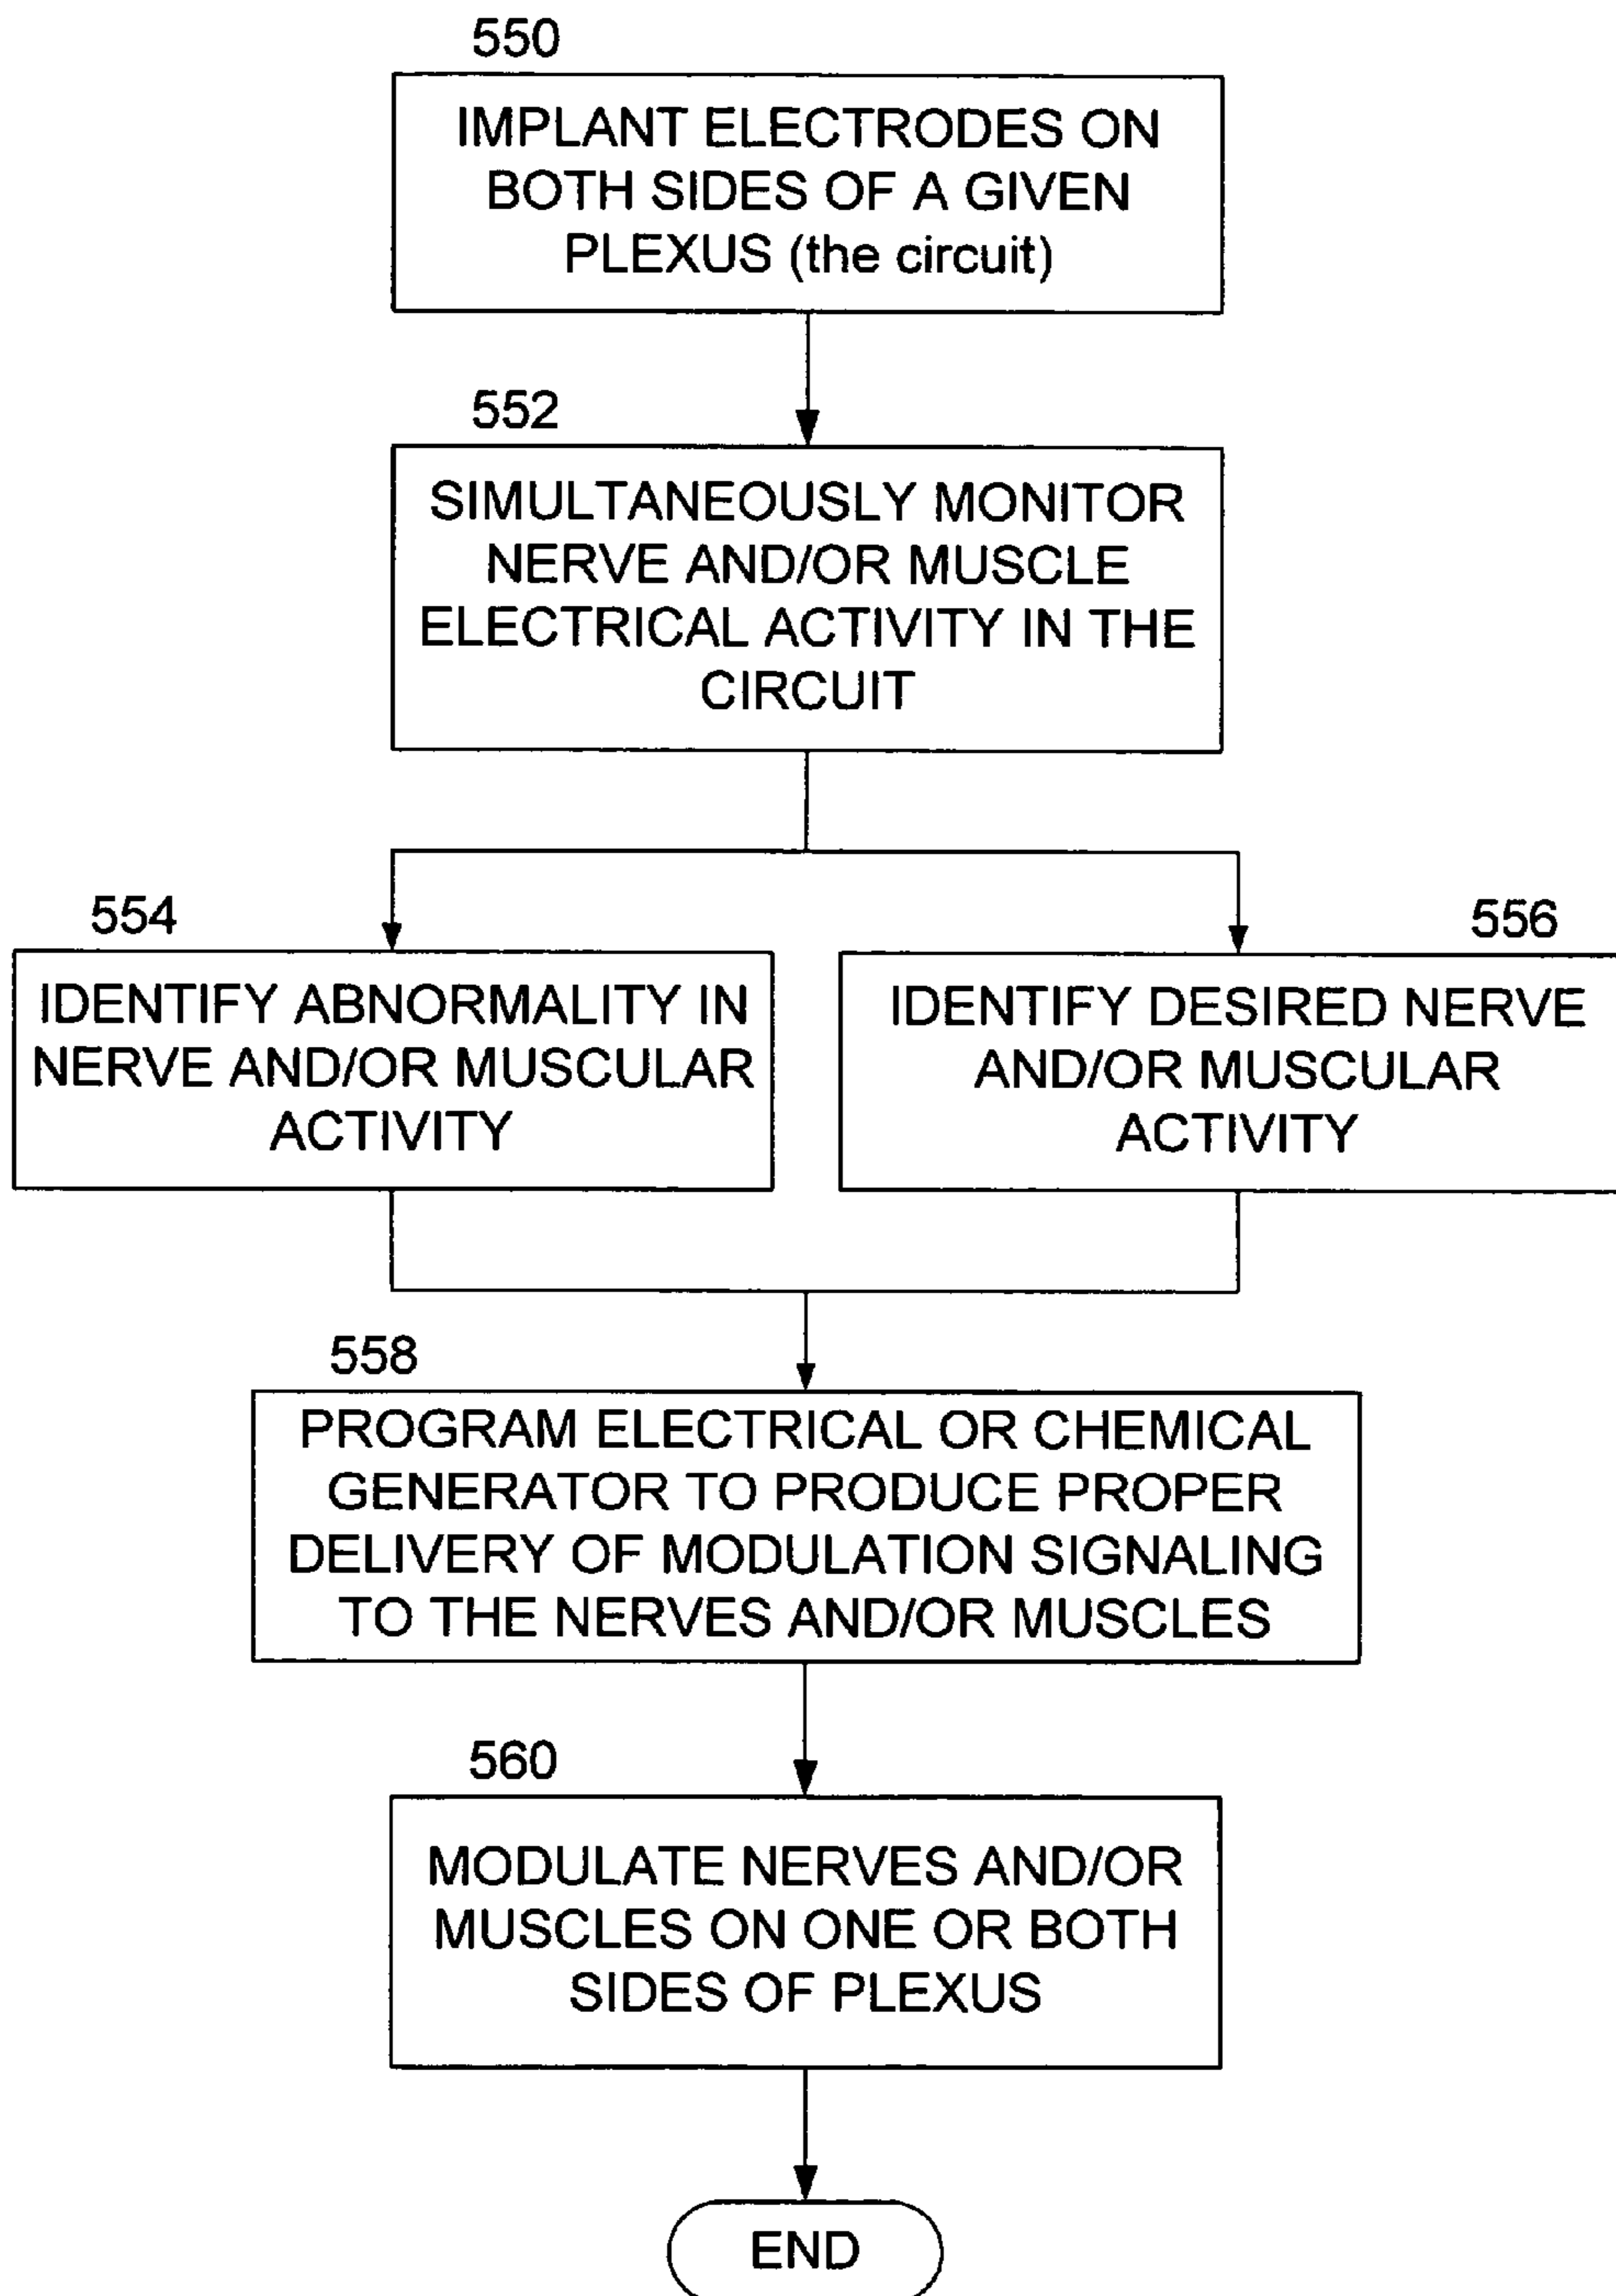 550
IMPLANT ELECTRODES ON
BOTH SIDES OF A GIVEN
PLEXUS (the circuit)
552
SIMULTANEOUSLY MONITOR
NERVE AND/OR MUSCLE
ELECTRICAL ACTIVITY IN THE
CIRCUIT
554
IDENTIFY ABNORMALITY IN
NERVE AND/OR MUSCULAR
ACTIVITY
556
IDENTIFY DESIRED NERVE
AND/OR MUSCULAR
ACTIVITY
558
PROGRAM ELECTRICAL OR CHEMICAL
GENERATOR TO PRODUCE PROPER
DELIVERY OF MODULATION SIGNALING
TO THE NERVES AND/OR MUSCLES
560
MODULATE NERVES AND/OR
MUSCLES ON ONE OR BOTH
SIDES OF PLEXUS
END